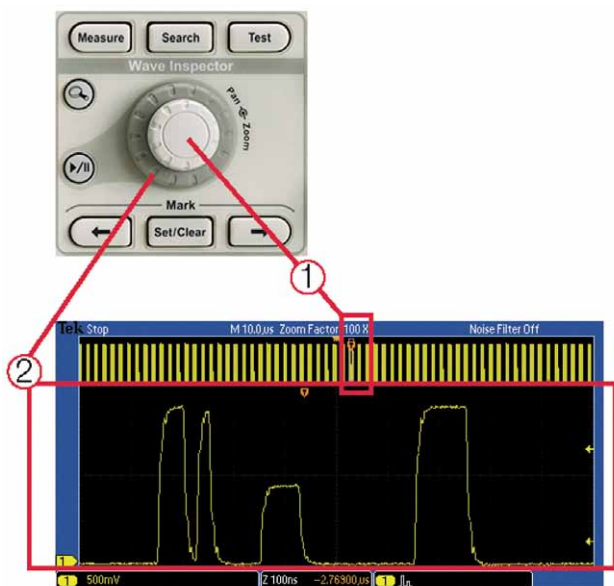 Measure Search Test
Wave Inspector
Pan Zoom
Mark
Set/Clear
1
2
Tek Stop M 10.0µs Zoom Factor: 100 X Noise Filter Off
1
1 500mV Z 100ns -2.76900µs 1